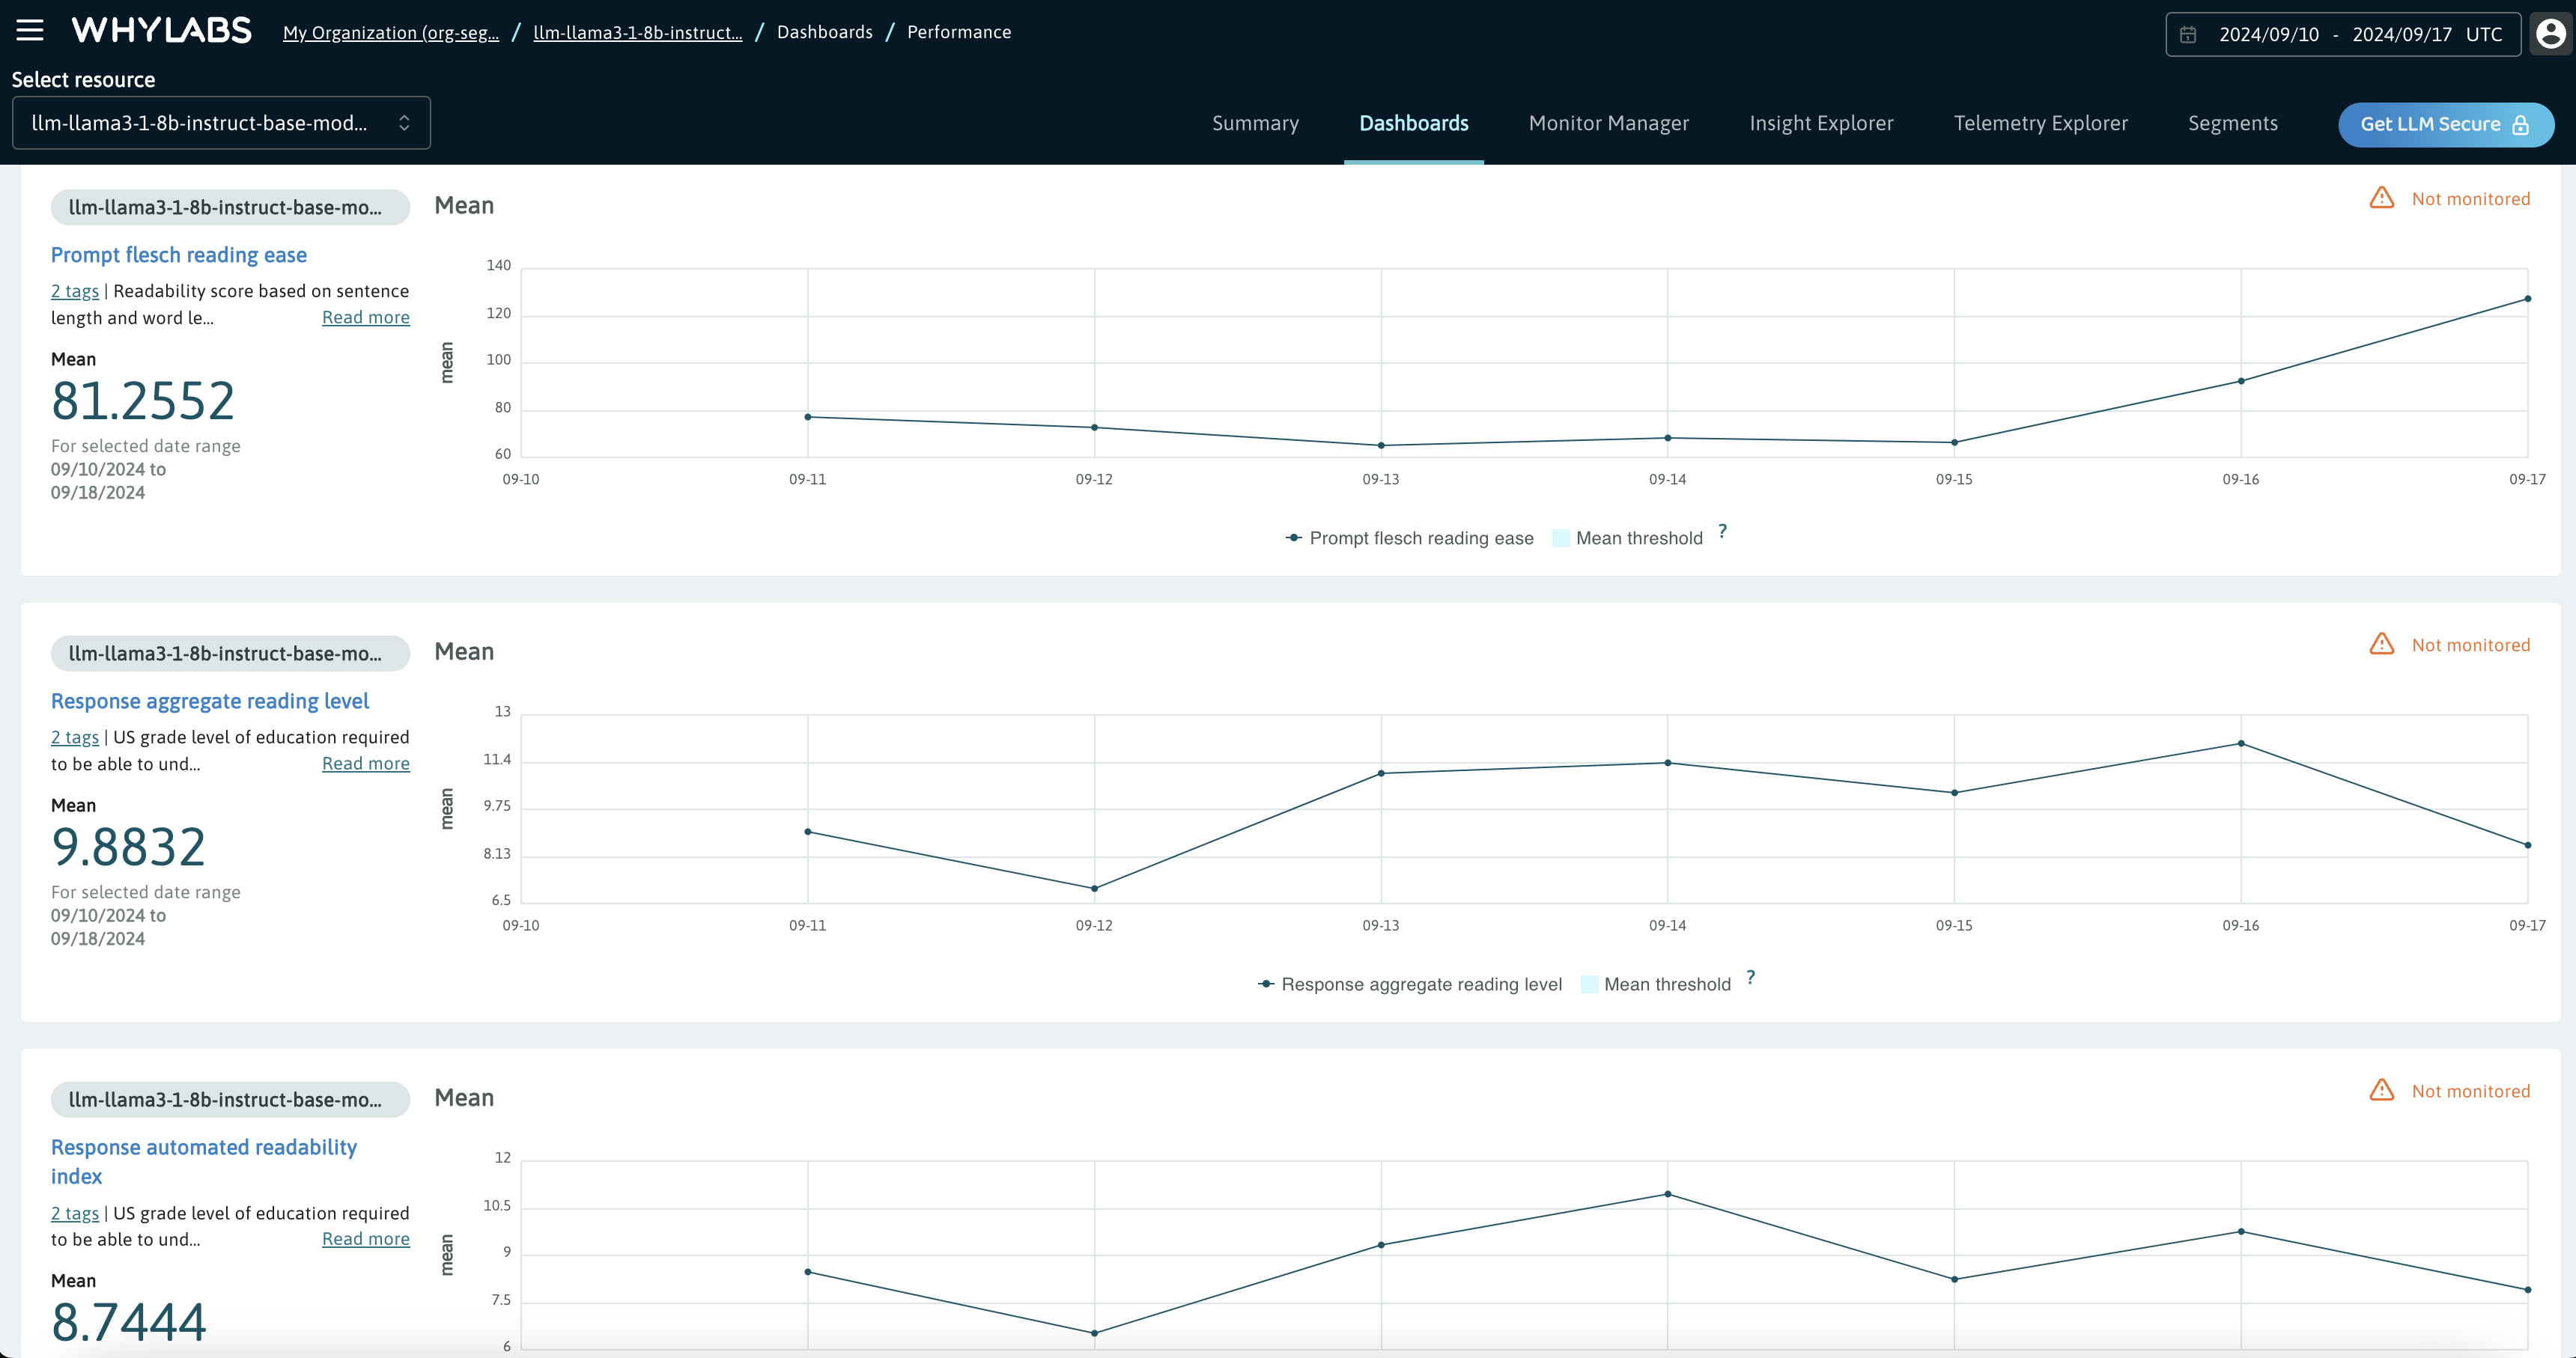 WHYLABS
My Organization (org-seg... / llm-llama3-1-8b-instruct... / Dashboards / Performance
2024/09/10 - 2024/09/17 UTC
Select resource
llm-llama3-1-8b-instruct-base-mod...
Summary
Dashboards
Monitor Manager
Insight Explorer
Telemetry Explorer
Segments
Get LLM Secure
llm-llama3-1-8b-instruct-base-mo...
Prompt flesch reading ease
2 tags | Readability score based on sentence
length and word le... Read more
Mean
81.2552
For selected date range
09/10/2024 to
09/18/2024
Mean
Not monitored
mean
140
120
100
80
60
09-10 09-11 09-12 09-13 09-14 09-15 09-16 09-17
Prompt flesch reading ease Mean threshold ?
llm-llama3-1-8b-instruct-base-mo...
Response aggregate reading level
2 tags | US grade level of education required
to be able to und... Read more
Mean
9.8832
For selected date range
09/10/2024 to
09/18/2024
Mean
Not monitored
mean
13
11.4
9.75
8.13
6.5
09-10 09-11 09-12 09-13 09-14 09-15 09-16 09-17
Response aggregate reading level Mean threshold ?
llm-llama3-1-8b-instruct-base-mo...
Response automated readability
index
2 tags | US grade level of education required
to be able to und... Read more
Mean
8.7444
Mean
Not monitored
mean
12
10.5
9
7.5
6